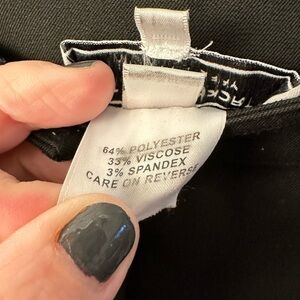 64% POLYESTER
33% VISCOSE
3% SPANDEX
CARE ON REVERSE